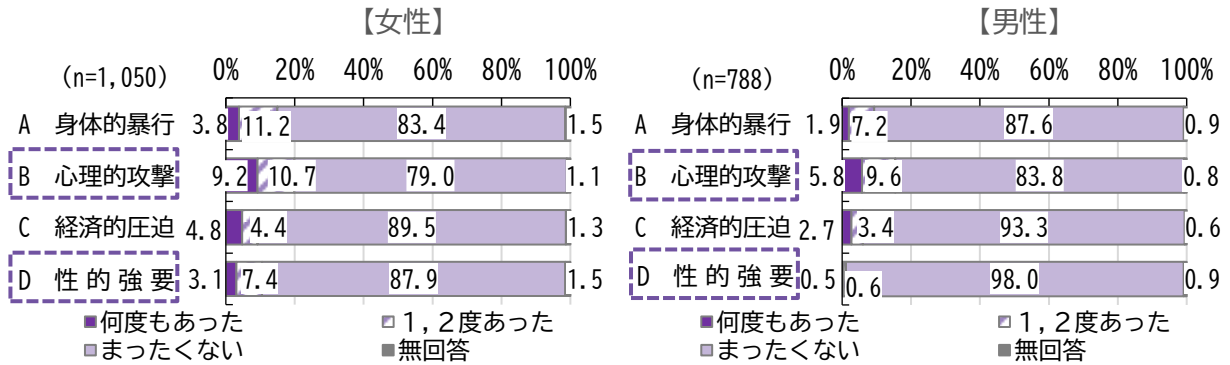 【女性】
(n=1,050) 0% 20% 40% 60% 80% 100%
A 身体的暴行 3.8 11.2 83.4 1.5
B 心理的攻撃 9.2 10.7 79.0 1.1
C 経済的圧迫 4.8 4.4 89.5 1.3
D 性的強要 3.1 7.4 87.9 1.5
■何度もあった １,２度あった
■まったくない ■無回答
【男性】
(n=788) 0% 20% 40% 60% 80% 100%
A 身体的暴行 1.9 7.2 87.6 0.9
B 心理的攻撃 5.8 9.6 83.8 0.8
C 経済的圧迫 2.7 3.4 93.3 0.6
D 性的強要 0.5 0.6 98.0 0.9
■何度もあった １,２度あった
■まったくない ■無回答